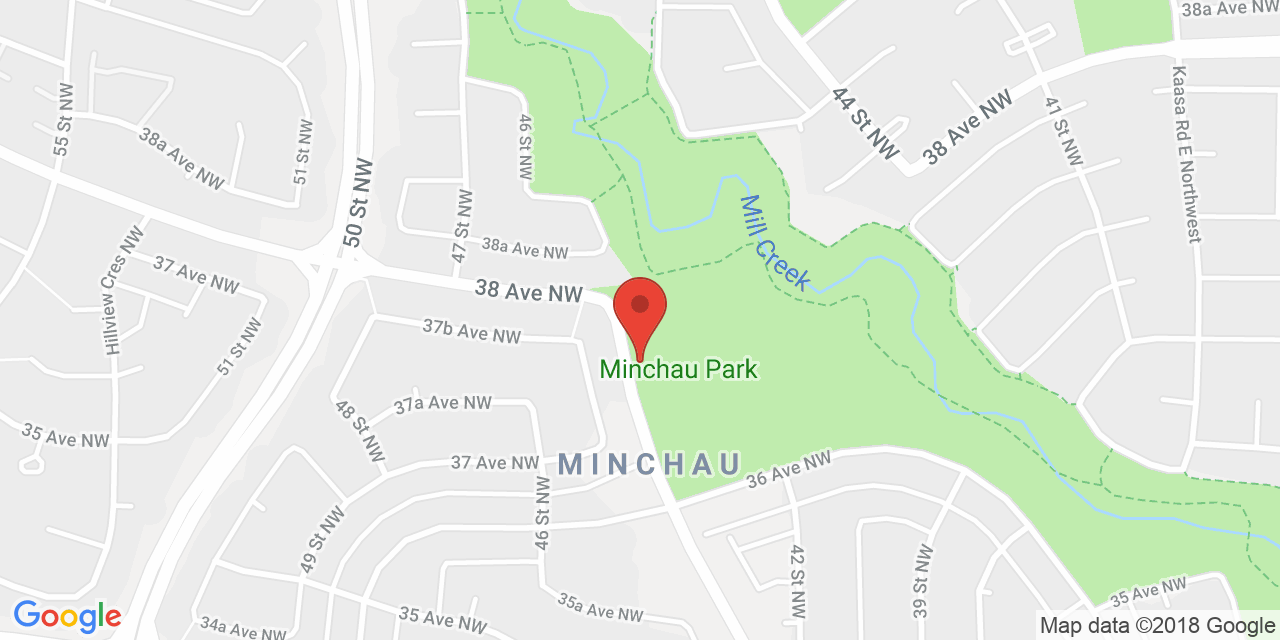 38a Ave NW
55 St NW
38a Ave NW
51 St NW
50 St NW
46 St NW
47 St NW
38a Ave NW
44 St NW
38 Ave NW
41 St NW
Kaasa Rd E Northwest
Mill Creek
Hillview Cres NW
37 Ave NW
51 St NW
38 Ave NW
37b Ave NW
Minchau Park
35 Ave NW
48 St NW
37a Ave NW
37 Ave NW
MINCHAU
36 Ave NW
46 St NW
49 St NW
42 St NW
39 St NW
35 Ave NW
34a Ave NW
35 Ave NW
35a Ave NW
Google
Map data ©2018 Google